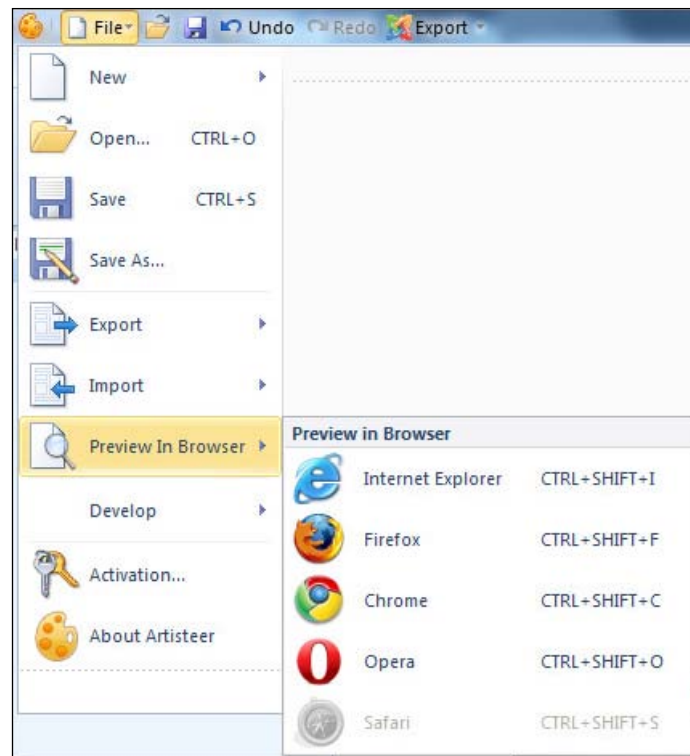 File Undo Redo Export
New
Open... CTRL+O
Save CTRL+S
Save As...
Export
Import
Preview In Browser
Preview in Browser
Internet Explorer CTRL+SHIFT+I
Firefox CTRL+SHIFT+F
Chrome CTRL+SHIFT+C
Opera CTRL+SHIFT+O
Safari CTRL+SHIFT+S
Develop
Activation...
About Artisteer